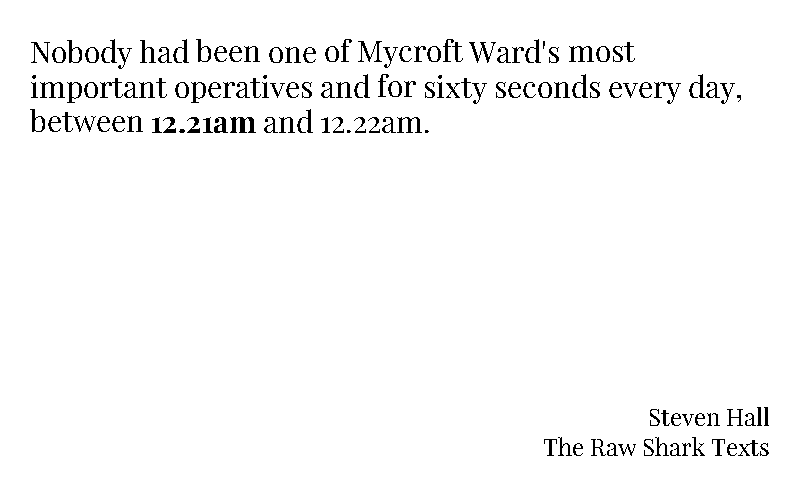 Nobody had been one of Mycroft Ward's most
important operatives and for sixty seconds every day,
between 12.21am and 12.22am.
Steven Hall
The Raw Shark Texts